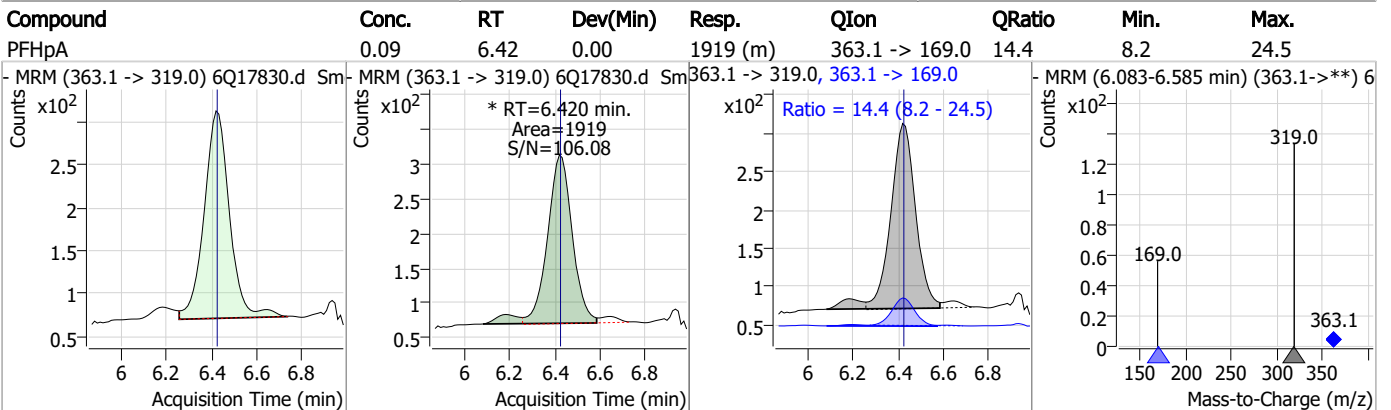 Compound Conc. RT Dev(Min) Resp. QIon QRatio Min. Max.
PFHpA 0.09 6.42 0.00 1919 (m) 363.1 -> 169.0 14.4 8.2 24.5
- MRM (363.1 -> 319.0) 6Q17830.d Sm
Counts
x10²
2.5
2
1.5
1
0.5
6 6.2 6.4 6.6 6.8
Acquisition Time (min)
- MRM (363.1 -> 319.0) 6Q17830.d Sm
Counts
x10²
* RT=6.420 min.
Area=1919
S/N=106.08
3
2.5
2
1.5
1
0.5
6 6.2 6.4 6.6 6.8
Acquisition Time (min)
363.1 -> 319.0, 363.1 -> 169.0
x10²
Ratio = 14.4 (8.2 - 24.5)
2.5
2
1.5
1
0.5
6 6.2 6.4 6.6 6.8
Acquisition Time (min)
- MRM (6.083-6.585 min) (363.1->**) 6
Counts
x10²
319.0
1.2
1
0.8
0.6
169.0
0.4
0.2
363.1
0
150 200 250 300 350
Mass-to-Charge (m/z)